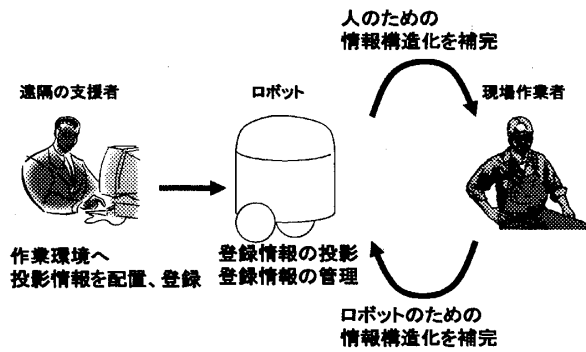 人のための
情報構造化を補完
遠隔の支援者
ロボット
現場作業者
作業環境へ
投影情報を配置、登録
登録情報の投影
登録情報の管理
ロボットのための
情報構造化を補完